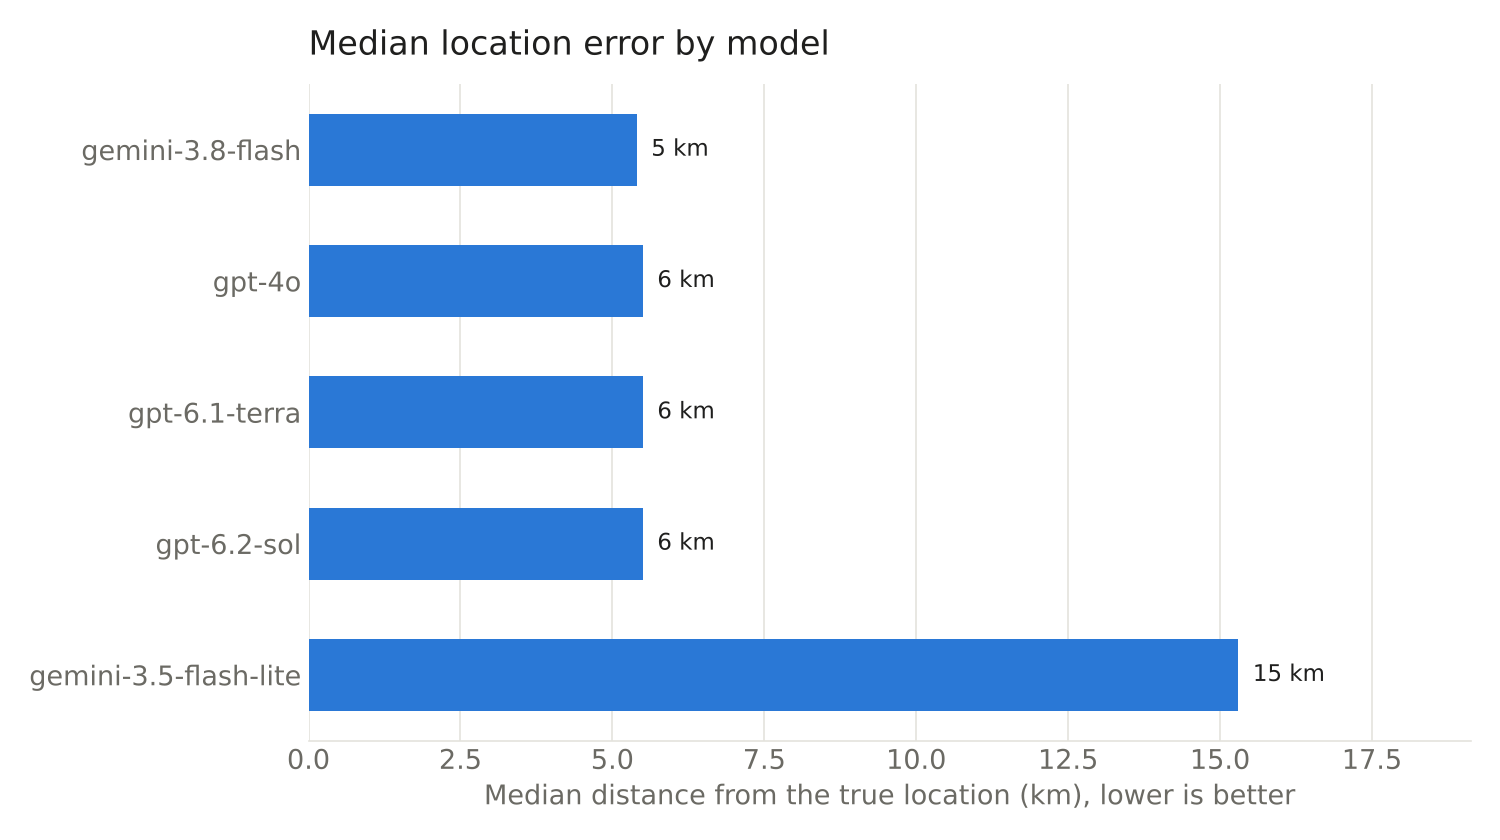 Median location error by model
gemini-3.8-flash
5 km
gpt-4o
6 km
gpt-6.1-terra
6 km
gpt-6.2-sol
6 km
gemini-3.5-flash-lite
15 km
0.0 2.5 5.0 7.5 10.0 12.5 15.0 17.5
Median distance from the true location (km), lower is better